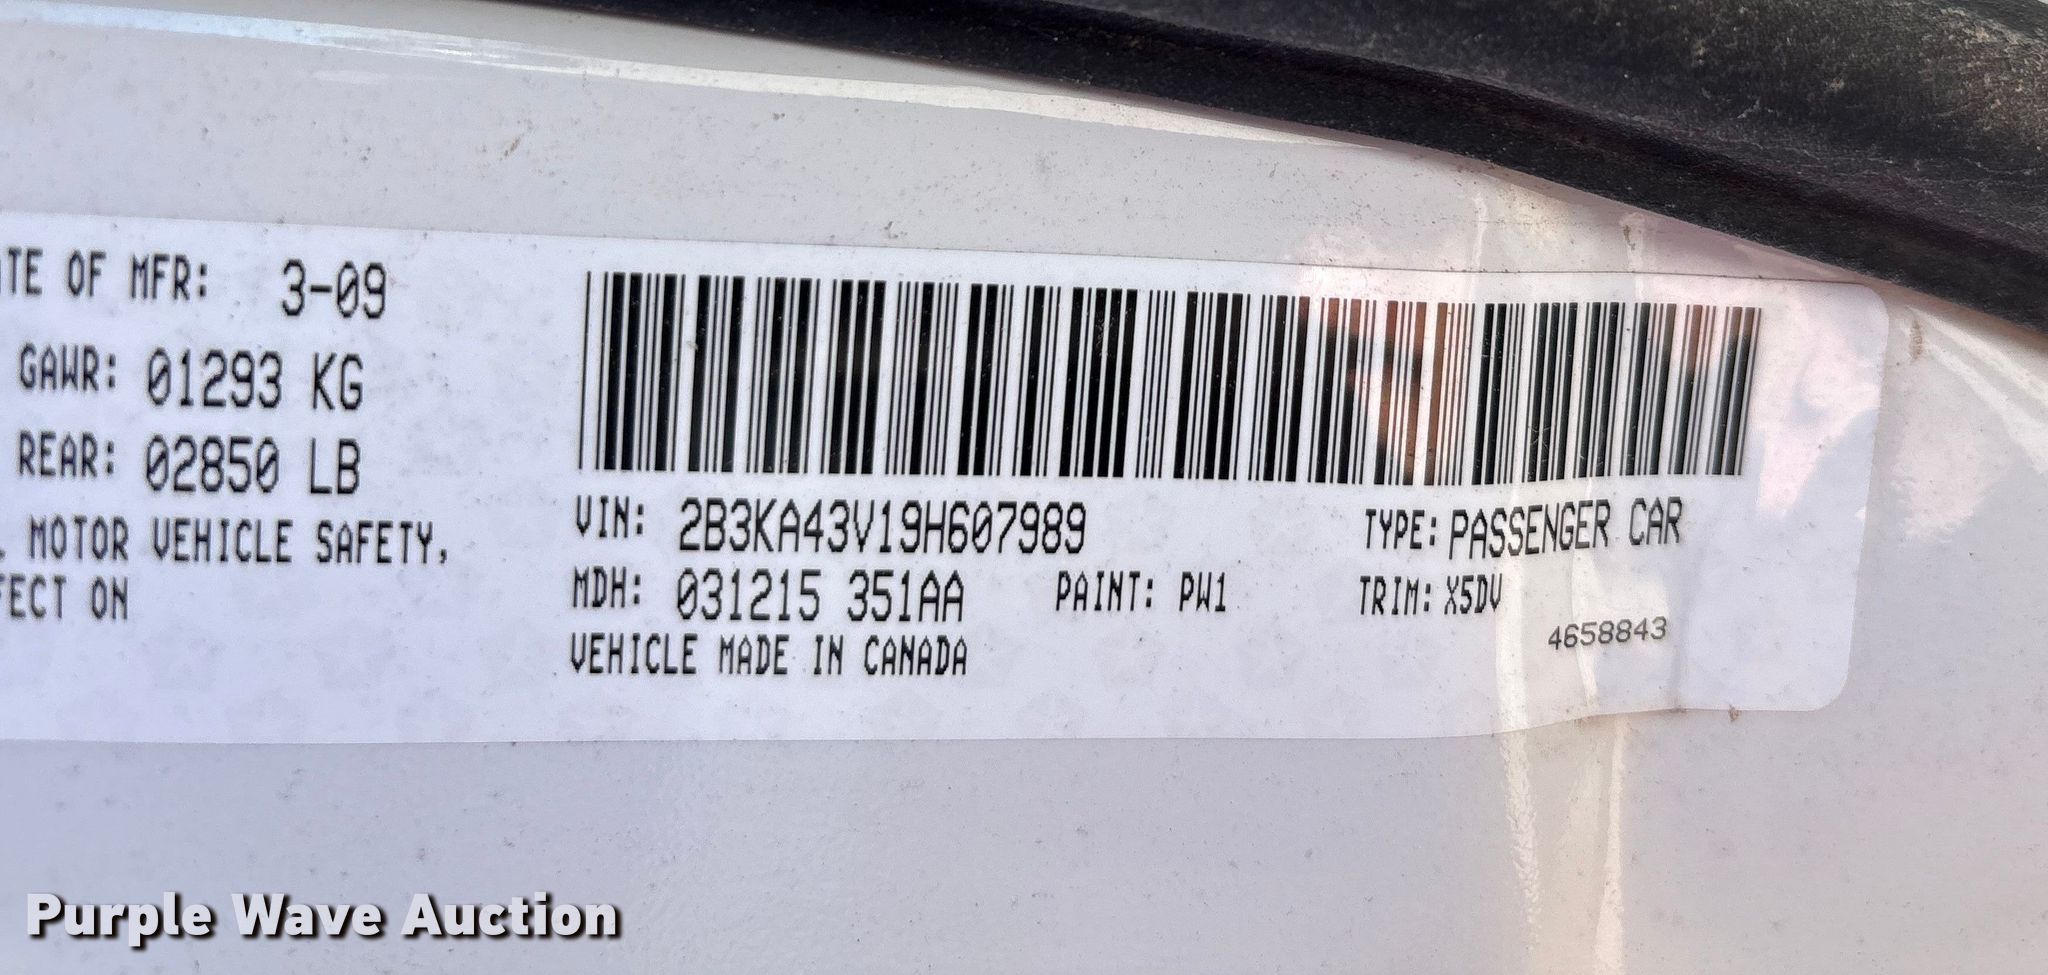 ATE OF MFR: 3-09
GAWR: 01293 KG
REAR: 02850 LB
MOTOR VEHICLE SAFETY,
FECT ON
VIN: 2B3KA43V19H607989
TYPE: PASSENGER CAR
MDH: 031215 351AA PAINT: PW1
TRIM: X5DV
VEHICLE MADE IN CANADA
4658843
Purple Wave Auction